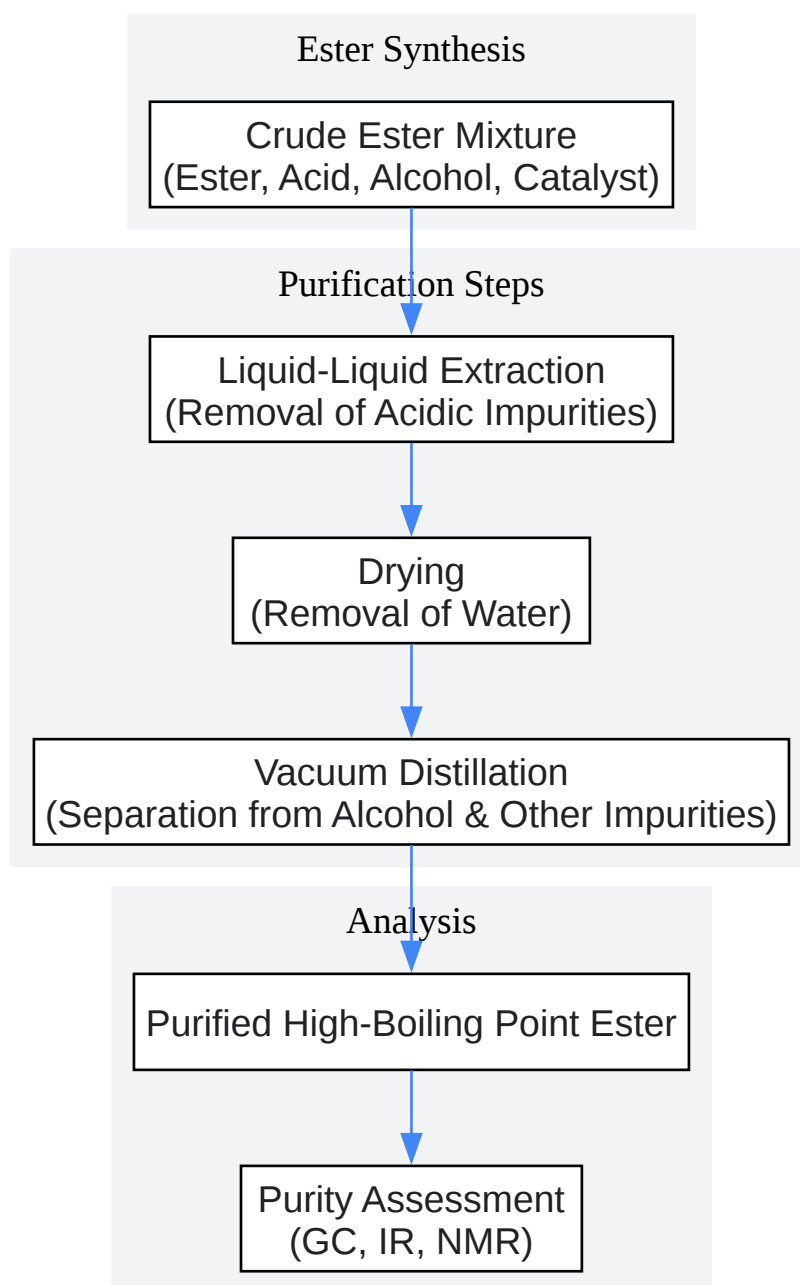 Ester Synthesis
Crude Ester Mixture
(Ester, Acid, Alcohol, Catalyst)
Purification Steps
Liquid-Liquid Extraction
(Removal of Acidic Impurities)
Drying
(Removal of Water)
Vacuum Distillation
(Separation from Alcohol & Other Impurities)
Analysis
Purified High-Boiling Point Ester
Purity Assessment
(GC, IR, NMR)